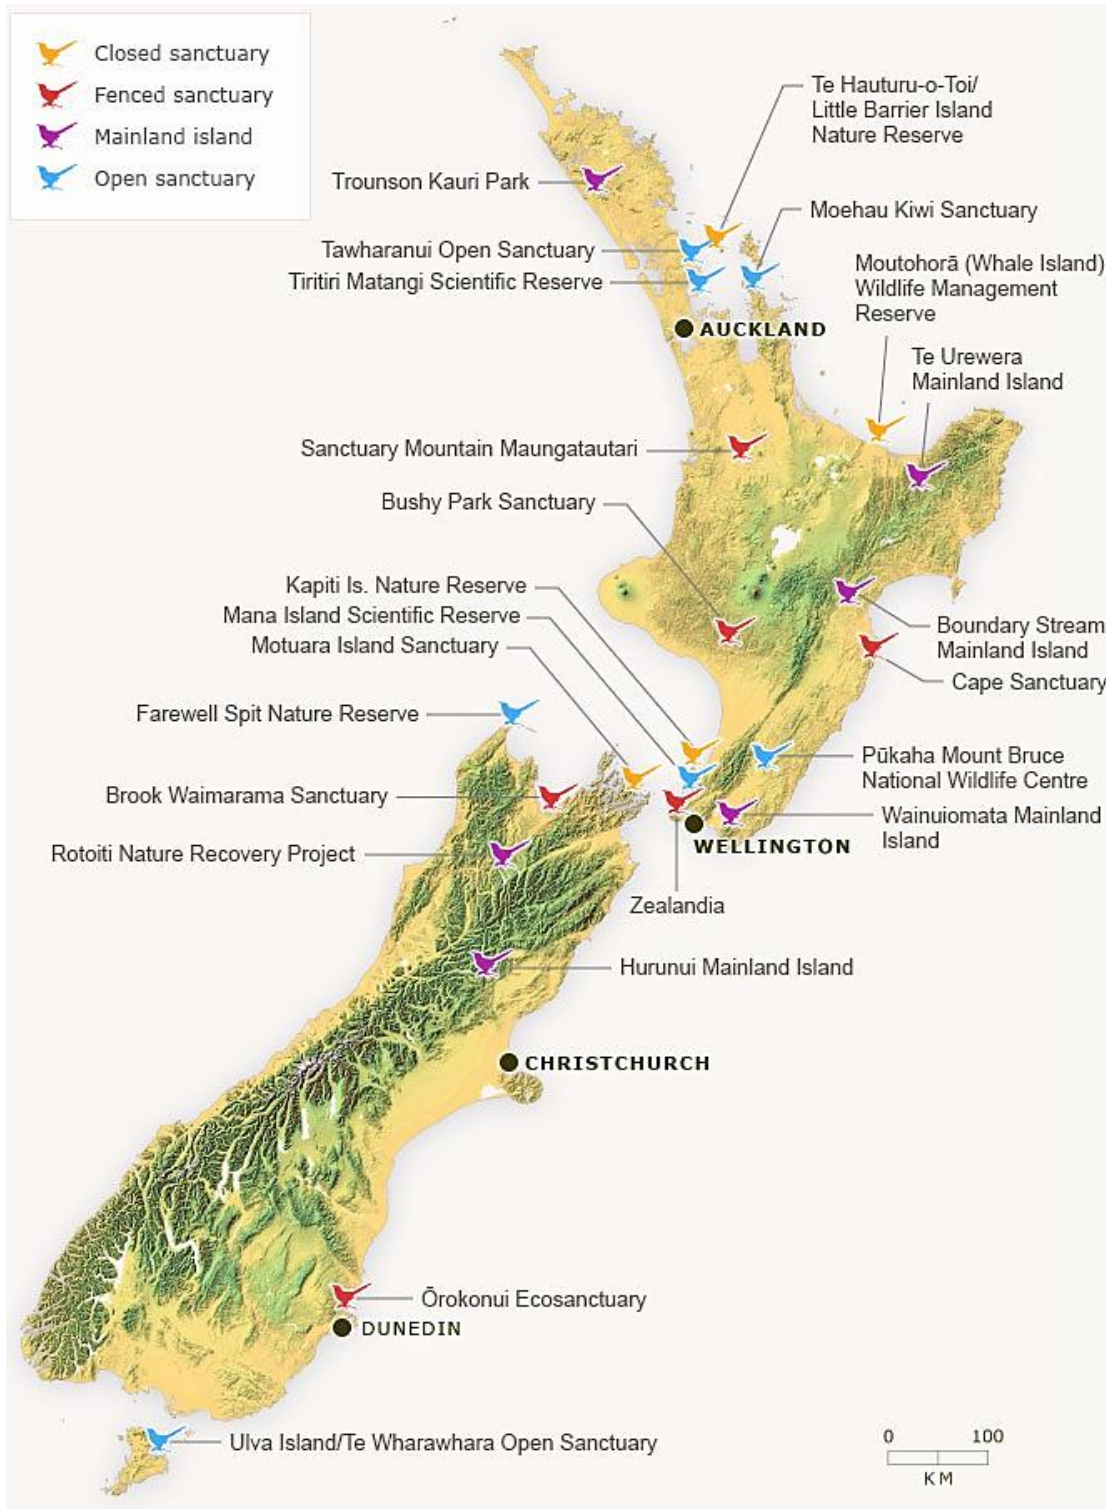 Closed sanctuary
Fenced sanctuary
Mainland island
Open sanctuary
Te Hauturu-o-Toi/
Little Barrier Island
Nature Reserve
Trounson Kauri Park
Moehau Kiwi Sanctuary
Tawharanui Open Sanctuary
Tiritiri Matangi Scientific Reserve
Moutohorā (Whale Island)
Wildlife Management
Reserve
AUCKLAND
Te Urewera
Mainland Island
Sanctuary Mountain Maungatautari
Bushy Park Sanctuary
Kapiti Is. Nature Reserve
Mana Island Scientific Reserve
Motuara Island Sanctuary
Boundary Stream
Mainland Island
Cape Sanctuary
Farewell Spit Nature Reserve
Pūkaha Mount Bruce
National Wildlife Centre
Brook Waimarama Sanctuary
Wainuiomata Mainland
Island
WELLINGTON
Rotoiti Nature Recovery Project
Zealandia
Hurunui Mainland Island
CHRISTCHURCH
Ōrokonui Ecosanctuary
DUNEDIN
Ulva Island/Te Wharawhara Open Sanctuary
0 100
KM